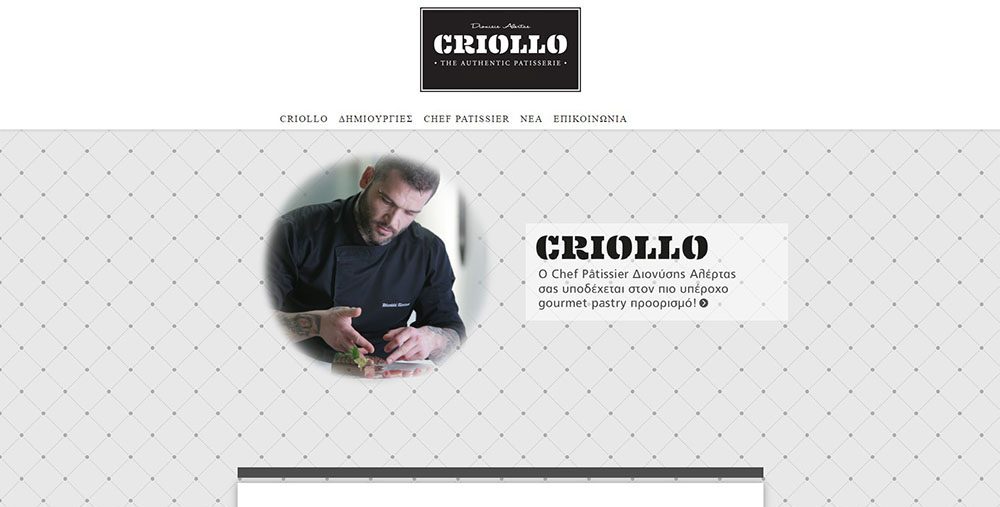 Dionisis Alertas
CRIOLLO
• THE AUTHENTIC PATISSERIE •
CRIOLLO ΔΗΜΙΟΥΡΓΙΕΣ CHEF PATISSIER ΝΕΑ ΕΠΙΚΟΙΝΩΝΙΑ
CRIOLLO
Ο Chef Pâtissier Διονύσης Αλέρτας
σας υποδέχεται στον πιο υπέροχο
gourmet pastry προορισμό!